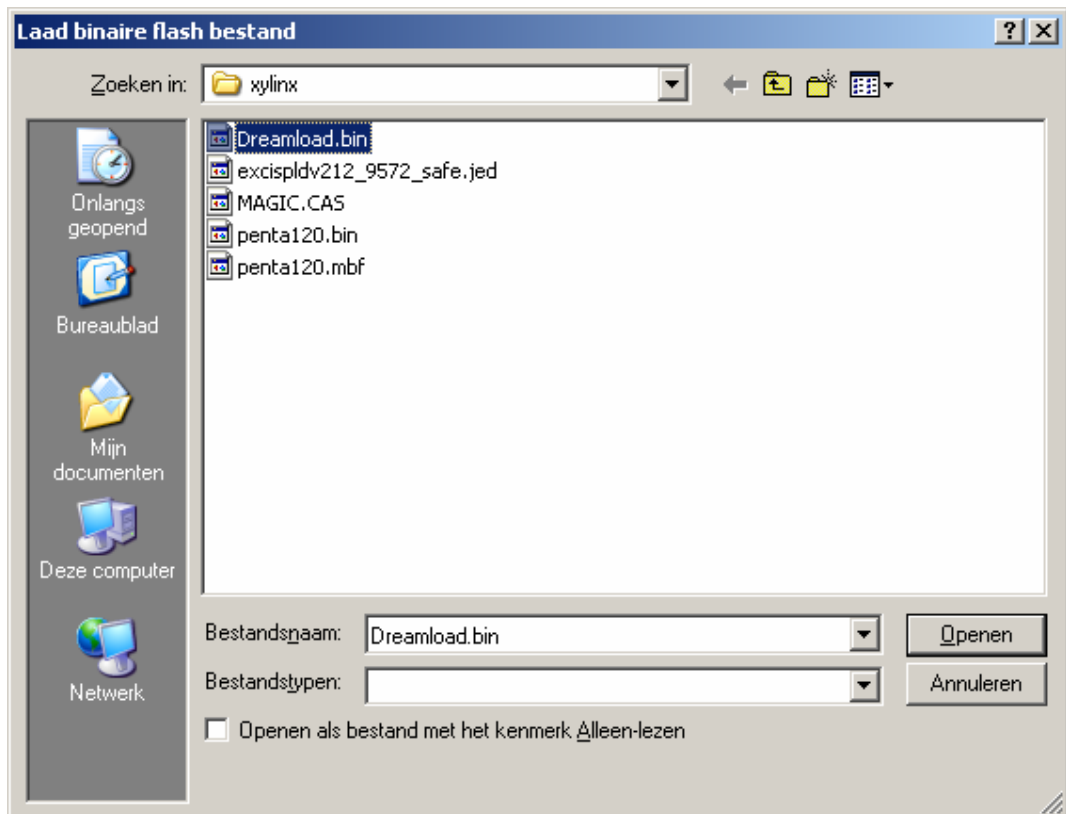 Laad binaire flash bestand
Zoeken in: xylinx
Onlangs
geopend
Bureaublad
Mijn
documenten
Deze computer
Netwerk
Dreamload.bin
excispldv212_9572_safe.jed
MAGIC.CAS
penta120.bin
penta120.mbf
Bestandsnaam: Dreamload.bin Openen
Bestandstypen: Annuleren
Openen als bestand met het kenmerk Alleen-lezen